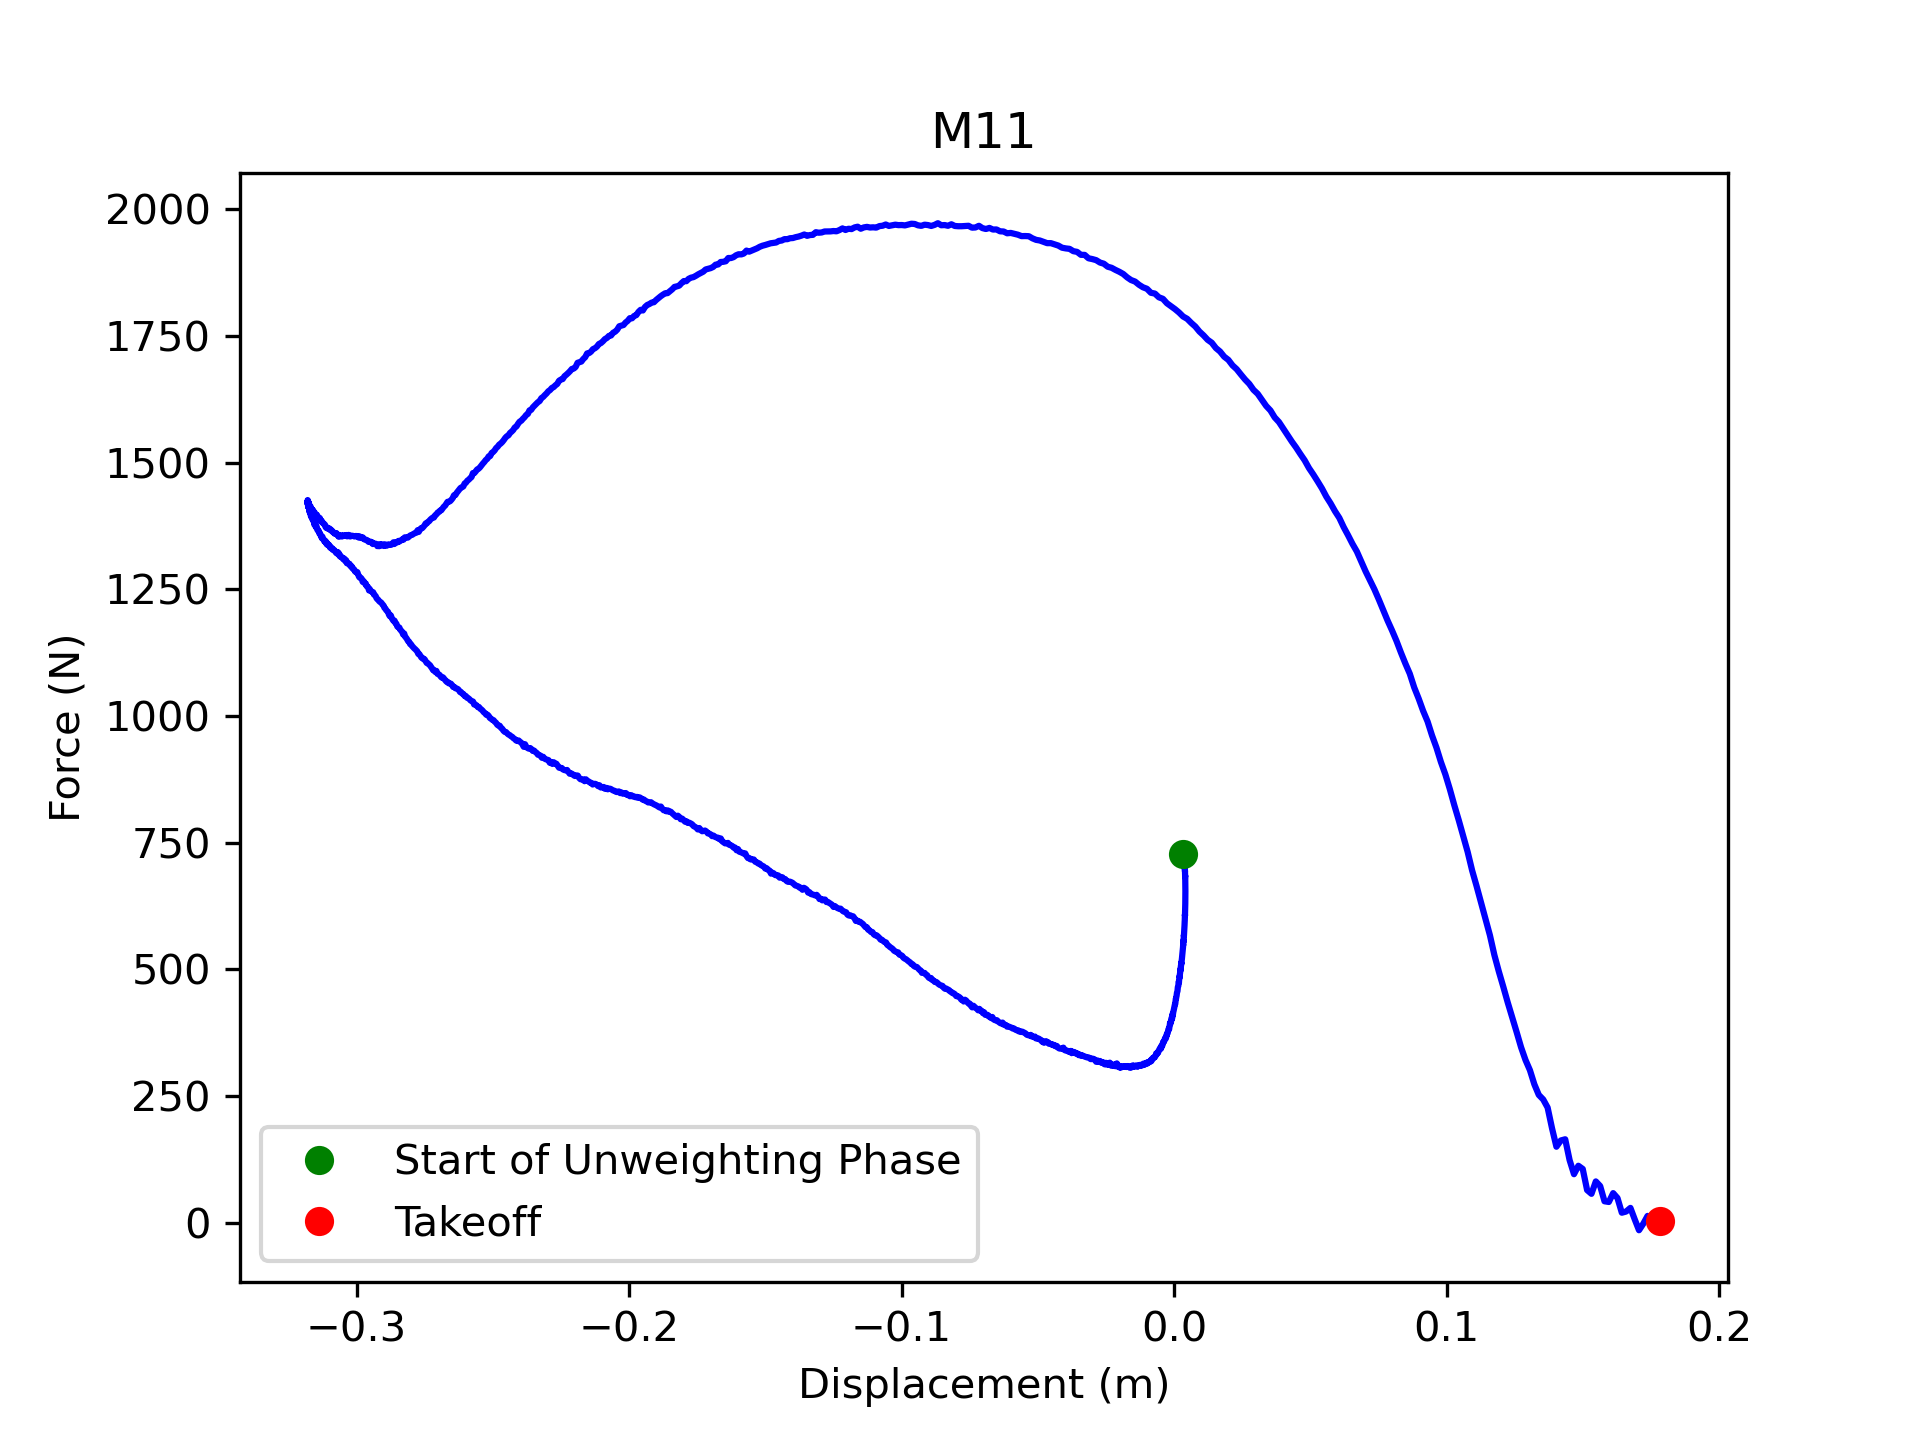 M11
2000
1750
1500
1250
1000
750
500
250
0
Force (N)
Start of Unweighting Phase
Takeoff
−0.3 −0.2 −0.1 0.0 0.1 0.2
Displacement (m)